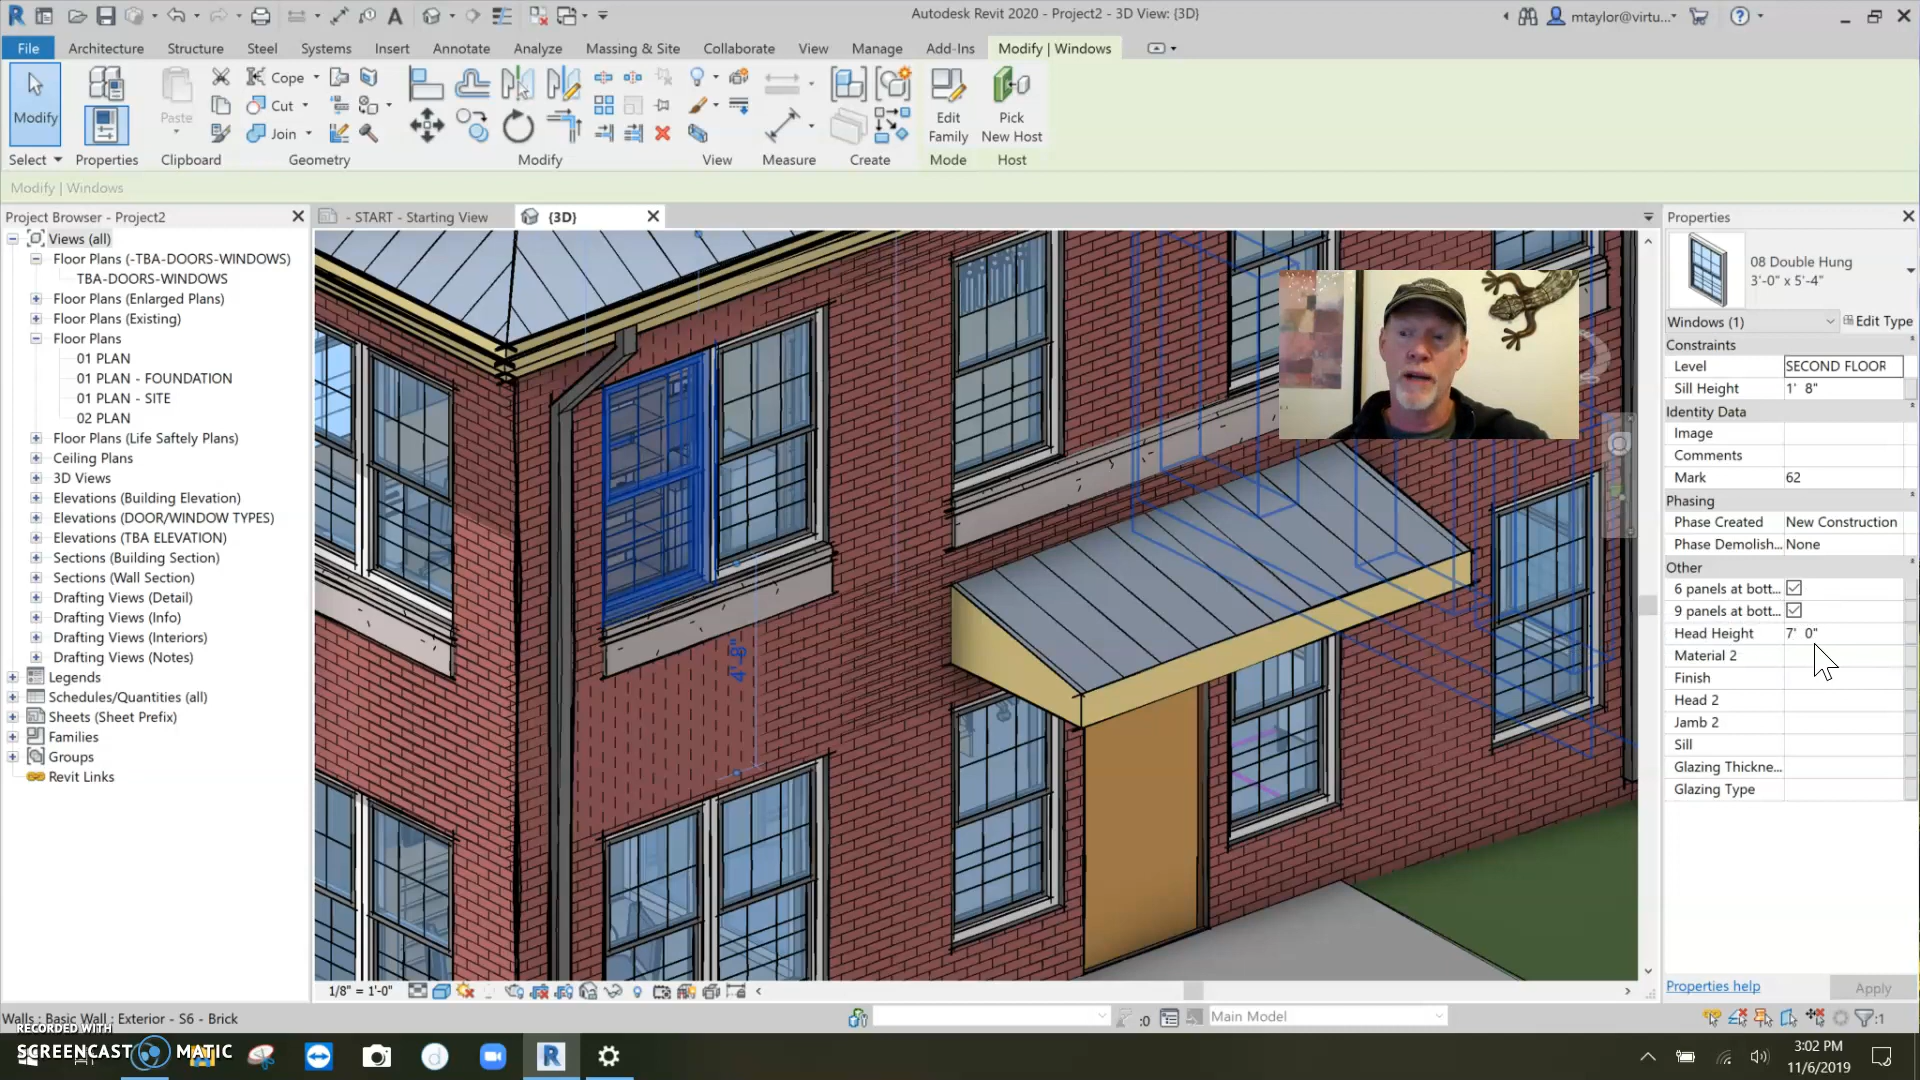 Autodesk Revit 2020 - Project2 - 3D View: {3D}
mtaylor@virtu...
File Architecture Structure Steel Systems Insert Annotate Analyze Massing & Site Collaborate View Manage Add-Ins Modify | Windows
Modify
Paste
Cope
Cut
Join
Edit Family
Pick New Host
Select Properties Clipboard Geometry Modify View Measure Create Mode Host
Modify | Windows
Project Browser - Project2
Views (all)
Floor Plans (-TBA-DOORS-WINDOWS)
TBA-DOORS-WINDOWS
Floor Plans (Enlarged Plans)
Floor Plans (Existing)
Floor Plans
01 PLAN
01 PLAN - FOUNDATION
01 PLAN - SITE
02 PLAN
Floor Plans (Life Saftely Plans)
Ceiling Plans
3D Views
Elevations (Building Elevation)
Elevations (DOOR/WINDOW TYPES)
Elevations (TBA ELEVATION)
Sections (Building Section)
Sections (Wall Section)
Drafting Views (Detail)
Drafting Views (Info)
Drafting Views (Interiors)
Drafting Views (Notes)
Legends
Schedules/Quantities (all)
Sheets (Sheet Prefix)
Families
Groups
Revit Links
- START - Starting View
{3D}
4'-8"
Properties
08 Double Hung
3'-0" x 5'-4"
Windows (1)
Edit Type
Constraints
Level SECOND FLOOR
Sill Height 1' 8"
Identity Data
Image
Comments
Mark 62
Phasing
Phase Created New Construction
Phase Demolish... None
Other
6 panels at bott...
9 panels at bott...
Head Height 7' 0"
Material 2
Finish
Head 2
Jamb 2
Sill
Glazing Thickne...
Glazing Type
Properties help
Apply
1/8" = 1'-0"
Walls : Basic Wall : Exterior - S6 - Brick
:0
Main Model
:1
RECORDED WITH
SCREENCAST MATIC
3:02 PM
11/6/2019